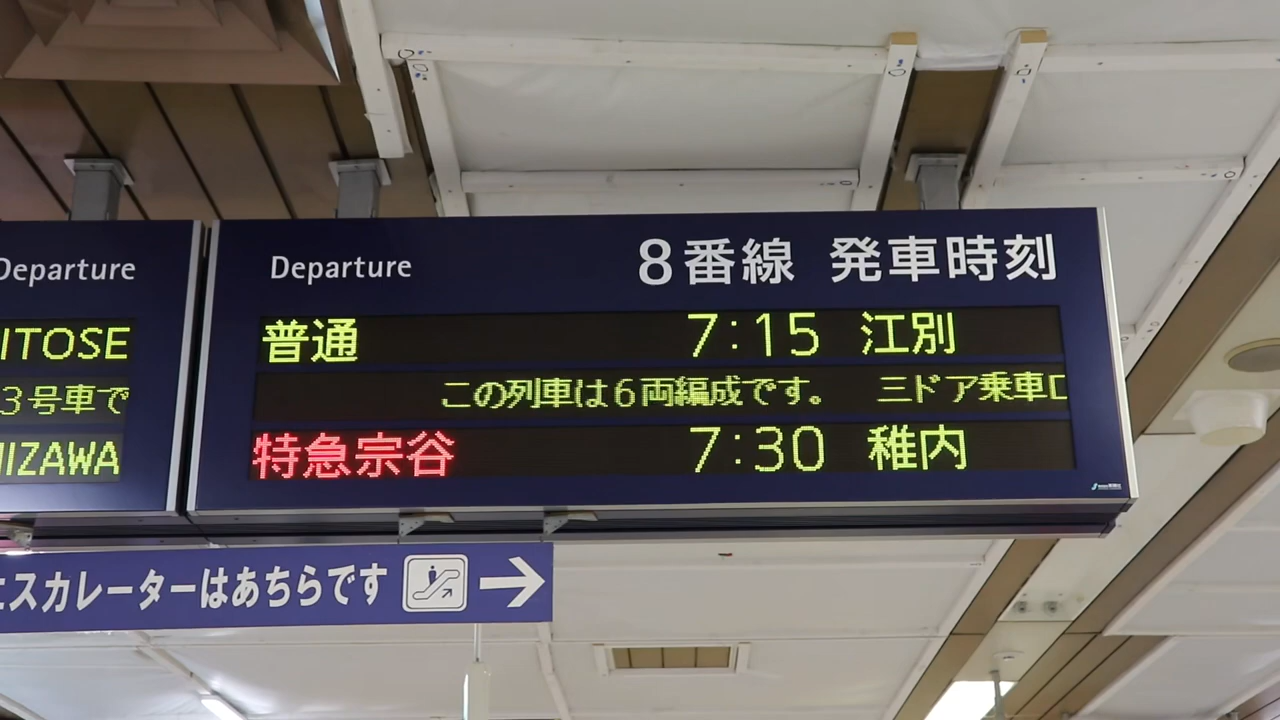 Departure
ITOSE
3号車で
IZAWA
Departure
8番線 発車時刻
普通 7:15 江別
この列車は6両編成です。 三ドア乗車口
特急宗谷 7:30 稚内
エスカレーターはあちらです